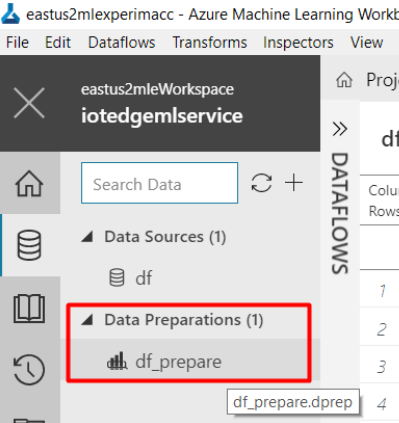 eastus2mlexperimacc - Azure Machine Learning Workb
File Edit Dataflows Transforms Inspectors View
eastus2mleWorkspace
iotedgemlservice
Proj
Search Data
df
DATAFLOWS
Colu
Rows
Data Sources (1)
df
1
Data Preparations (1)
2
df_prepare
3
df_prepare.dprep
4